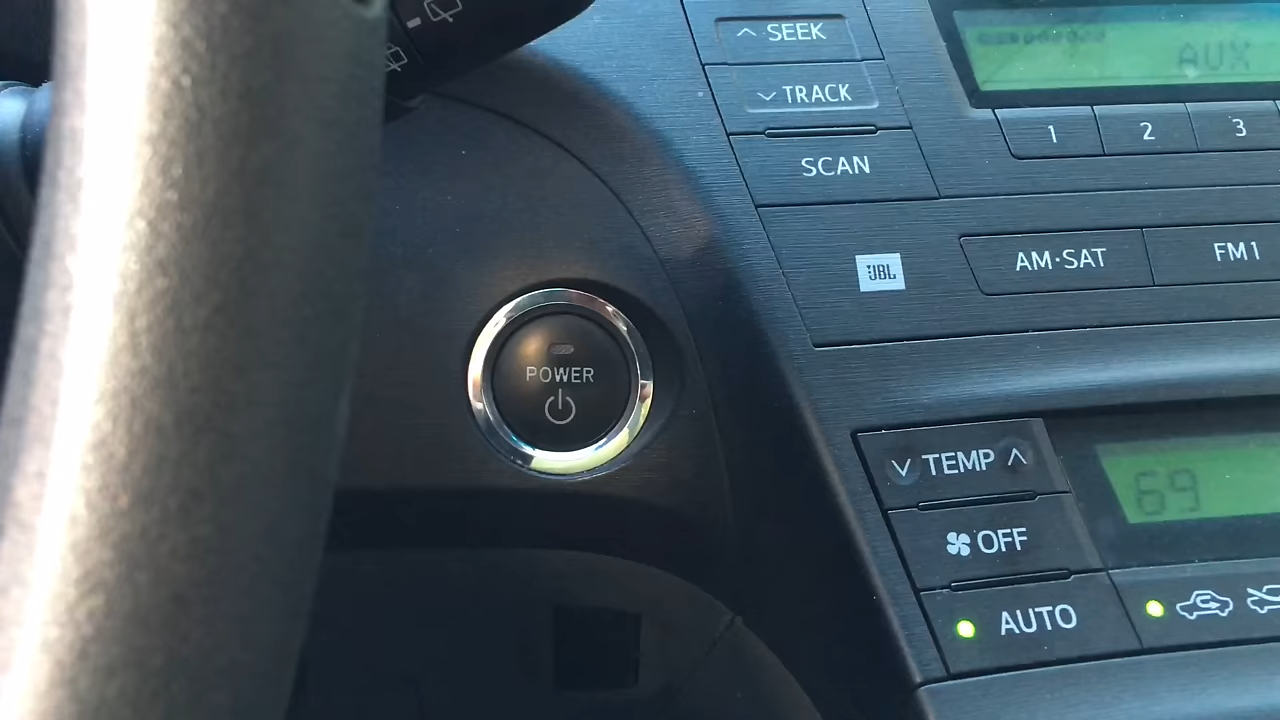 SEEK
TRACK
SCAN
AUX
1
2
3
JBL
AM·SAT
FM1
POWER
TEMP
69
OFF
AUTO